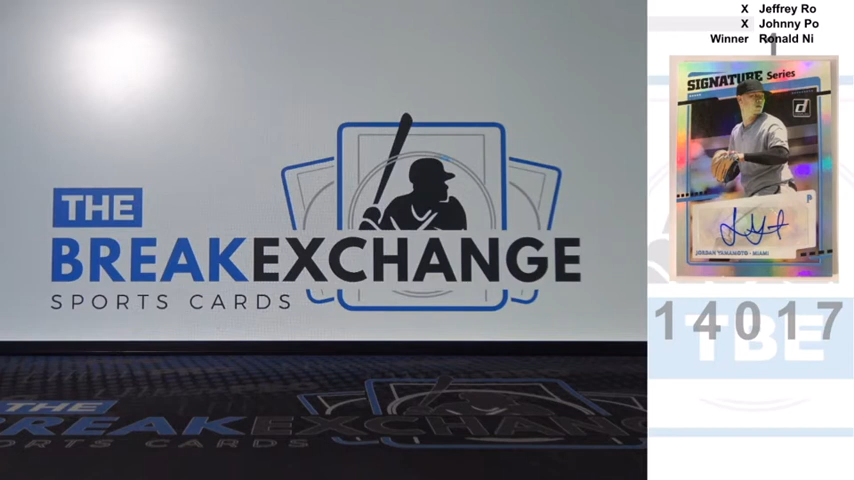 THE
BREAKEXCHANGE
SPORTS CARDS
THE
BREAKEXCHANGE
SPORTS CARDS
X Jeffrey Ro
X Johnny Po
Winner Ronald Ni
SIGNATURE Series
d
P
JORDAN YAMAMOTO - MIAMI
14017
TBE